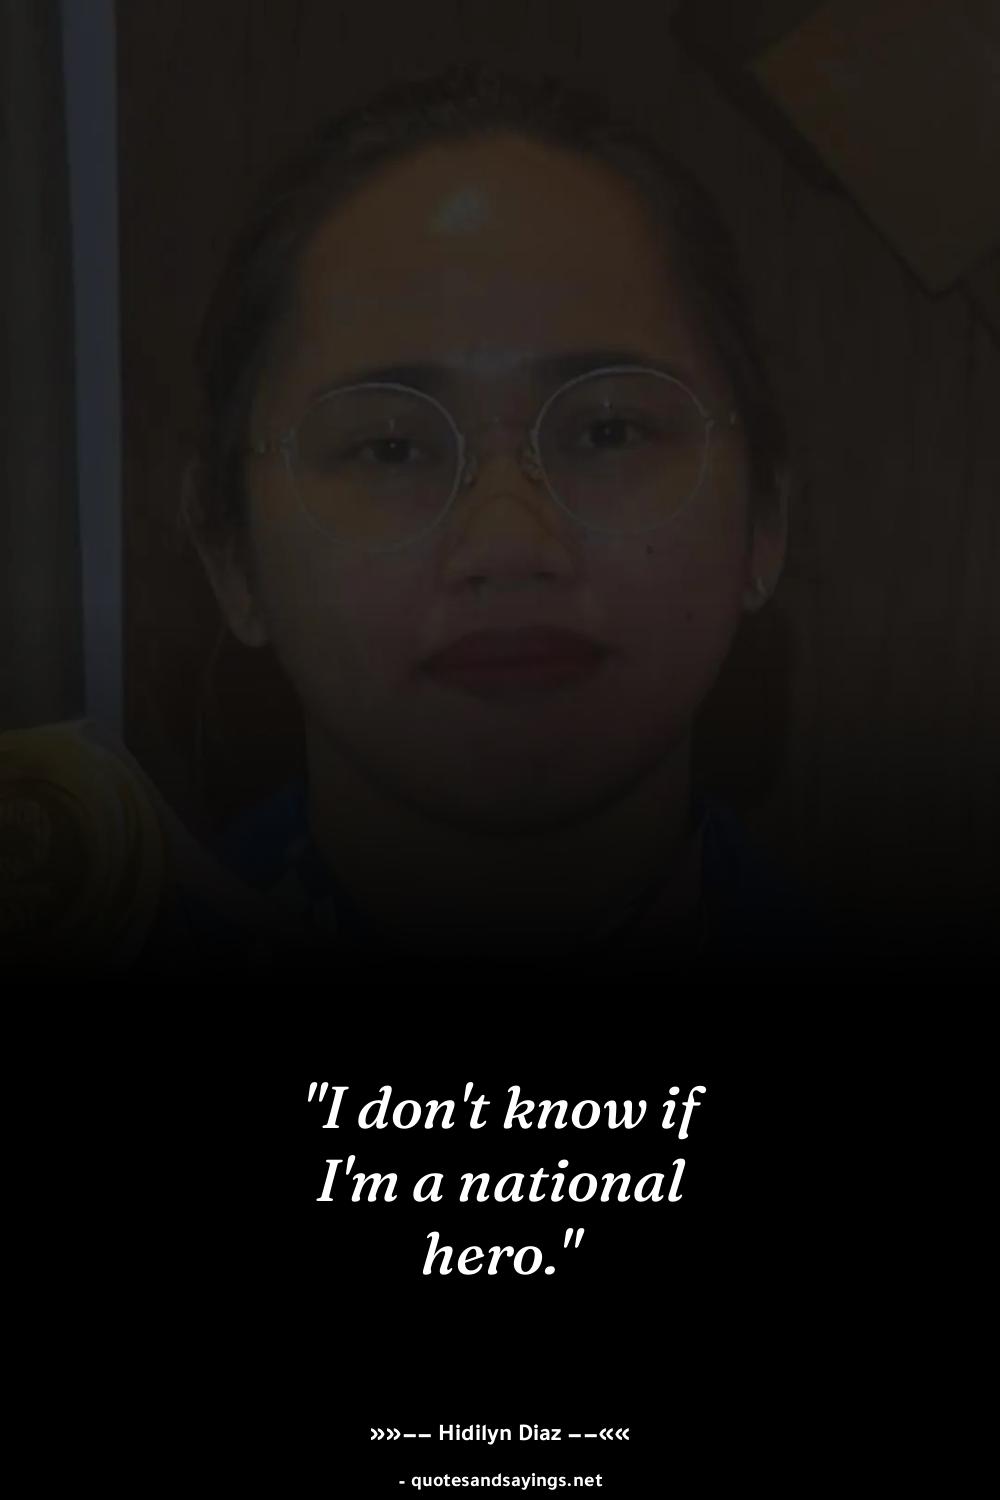 "I don't know if
I'm a national
hero."
»»-- Hidilyn Diaz --««
- quotesandsayings.net